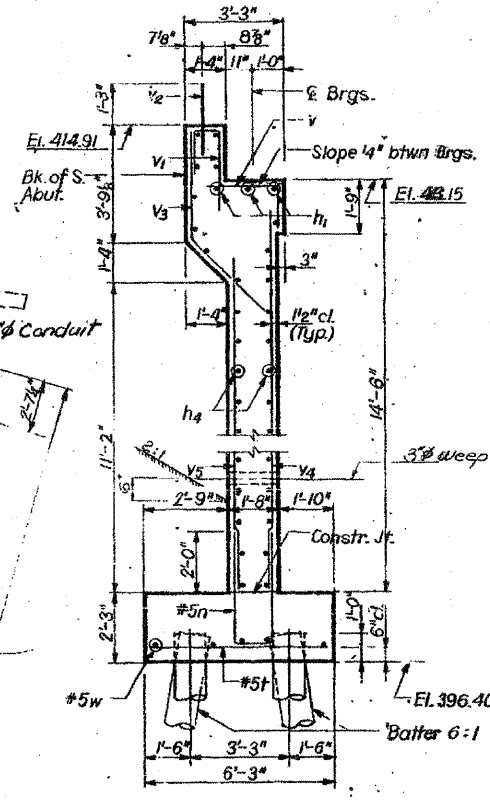 3'-3"
7⅛" 8⅞"
1'-4" 11" 1'-0"
1'-3"
℄ Brgs.
El. 414.91
Slope ¼" btwn Brgs.
v1
Bk. of S. Abut.
3'-9½"
v3
h1
1'-9"
1'-4"
3"
1'-4"
1½" cl.
(Typ.)
"ø Conduit
2'-7¼"
h4
11'-2"
14'-6"
2:1
v5 v4
3"ø weep
2'-9" 1'-8" 1'-10"
Constr. Jt.
2'-0"
2'-3"
#5n
1'-0"
6" cl.
#5w
#5t
El. 396.40
Batter 6:1
1'-6" 3'-3" 1'-6"
6'-3"